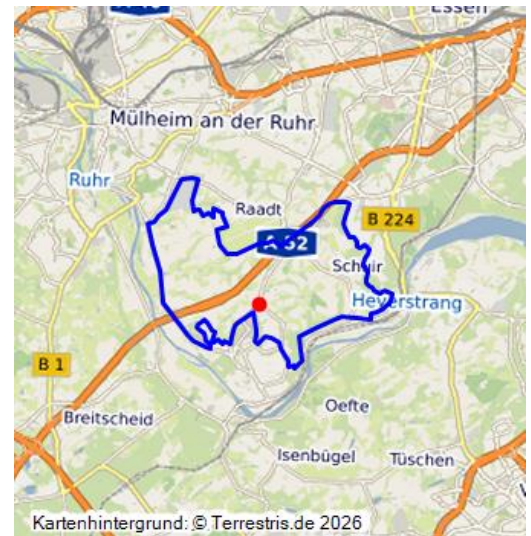 Essen
Mülheim an der Ruhr
Ruhr
Raadt
B 224
A 52
Schuir
Heverstrang
B 1
Breitscheid
Oefte
Isenbügel
Tüschen
Kartenhintergrund: © Terrestris.de 2026